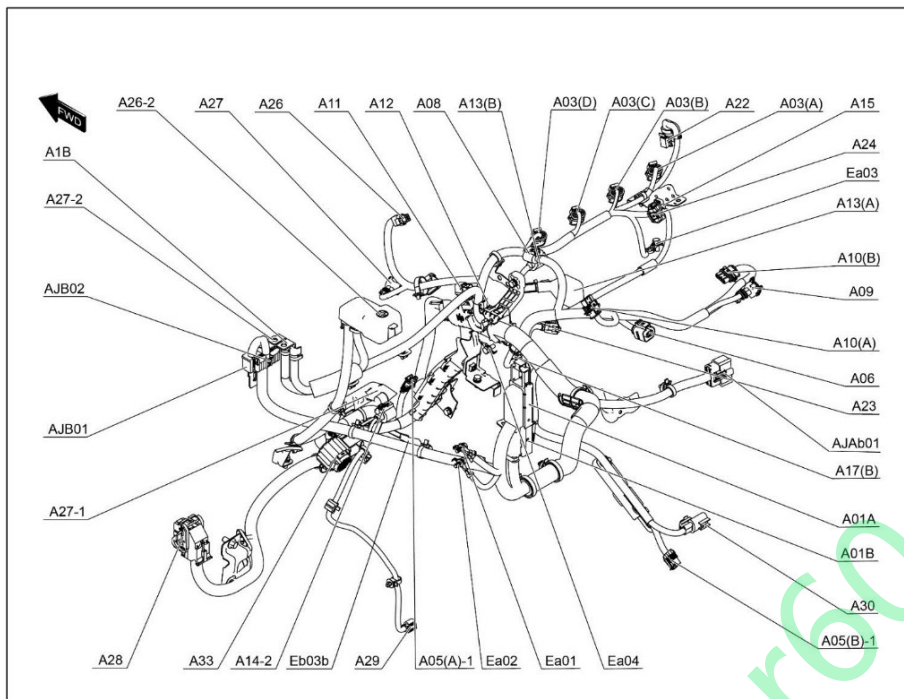 A26-2 A27 A26 A11 A12 A08 A13(B) A03(D) A03(C) A03(B) A22 A03(A) A15
FWD
A1B
A24
A27-2
Ea03
A13(A)
AJB02
A10(B)
A09
A10(A)
A06
A23
AJB01
AJAb01
A17(B)
A27-1
A01A
A01B
A30
A28 A33 A14-2 Eb03b A29 A05(A)-1 Ea02 Ea01 Ea04 A05(B)-1
r60